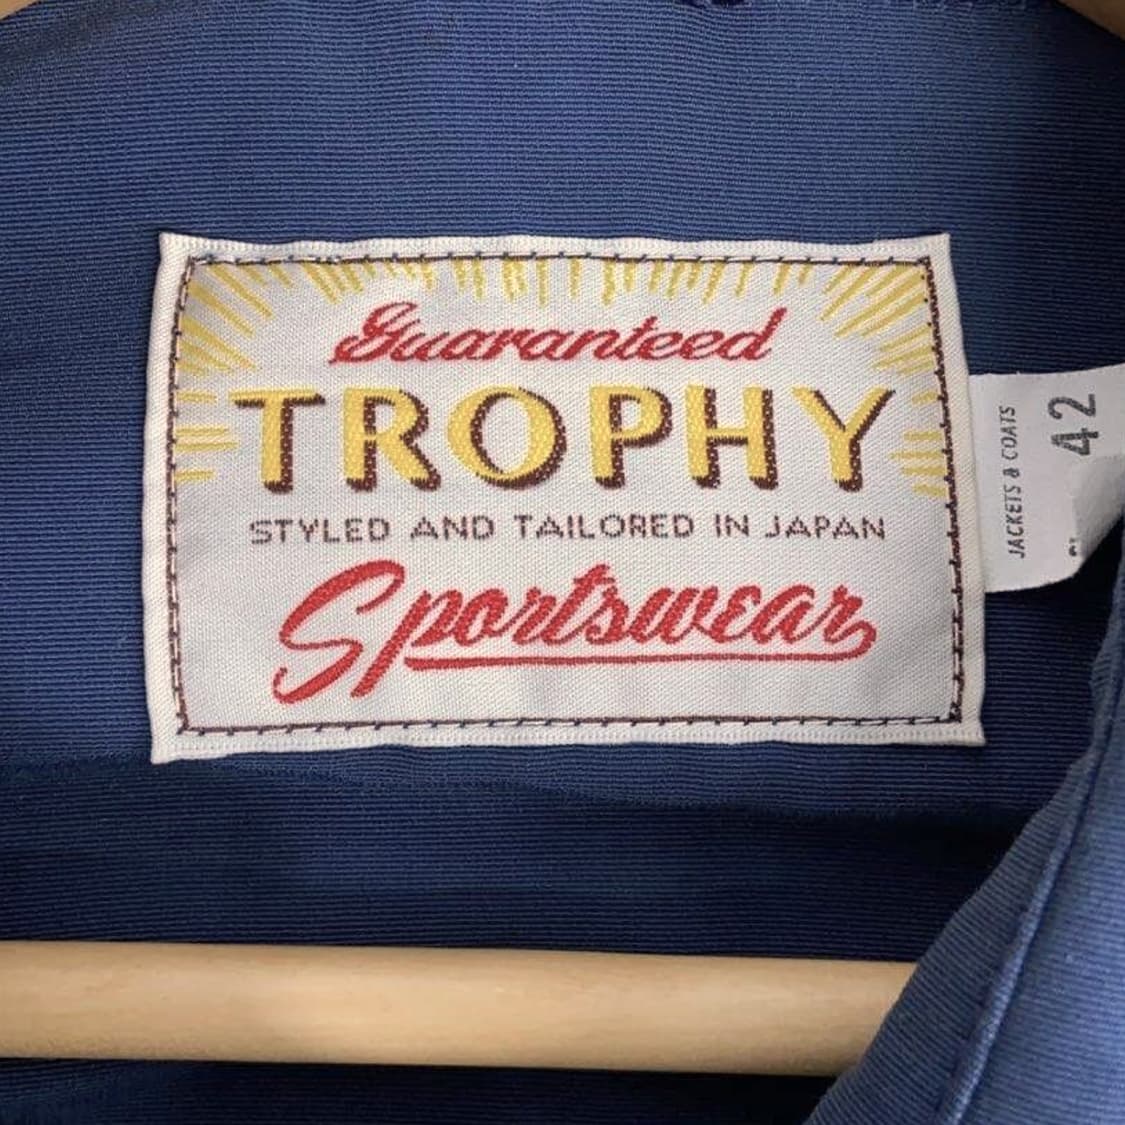 Guaranteed
TROPHY
STYLED AND TAILORED IN JAPAN
Sportswear
JACKETS & COATS
42